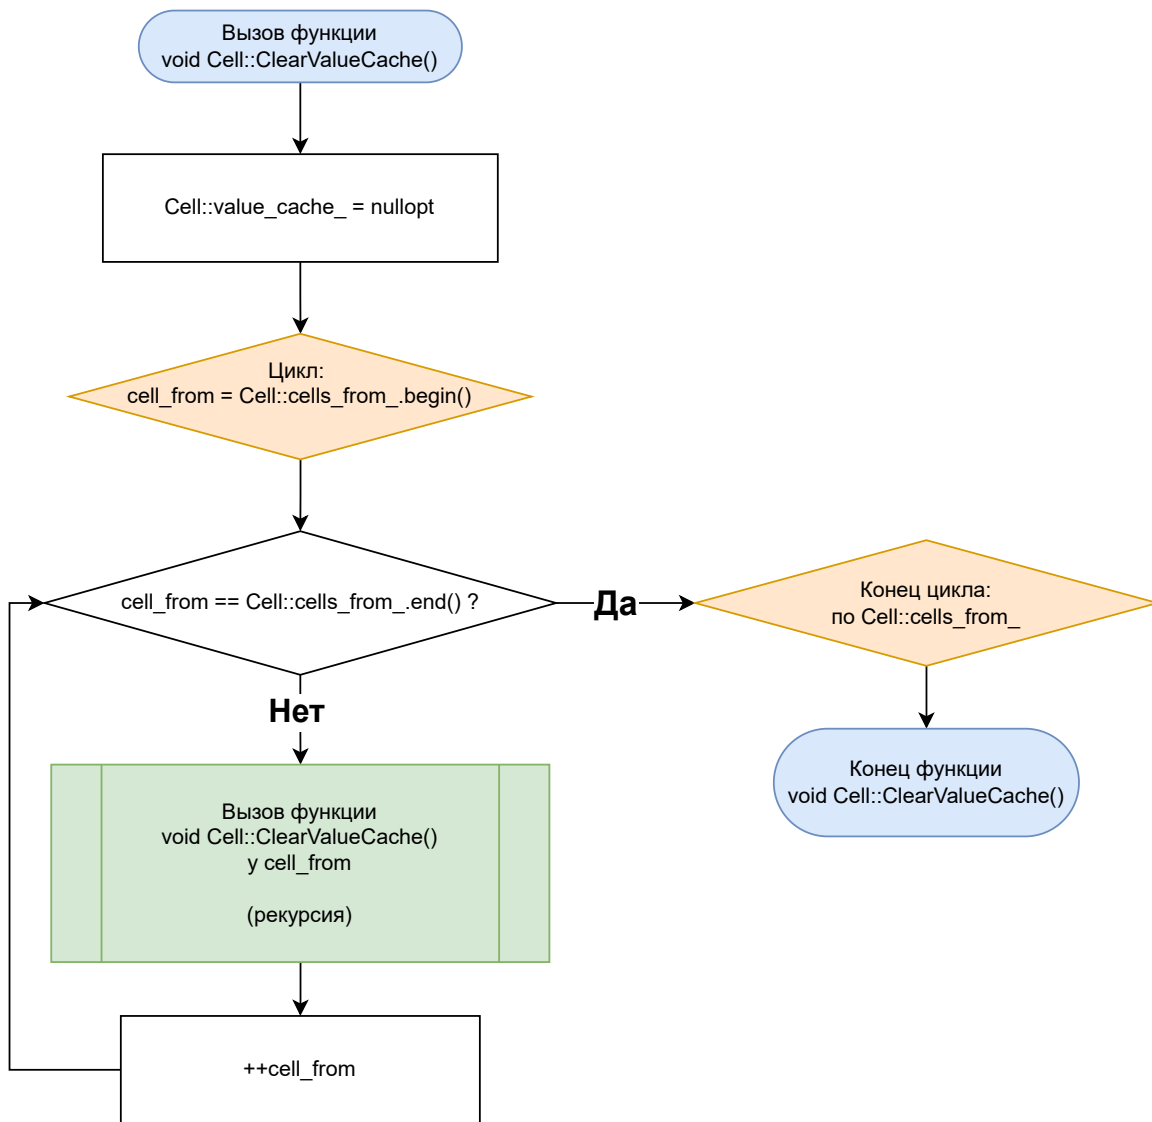 Вызов функции
void Cell::ClearValueCache()
Cell::value_cache_ = nullopt
Цикл:
cell_from = Cell::cells_from_.begin()
cell_from == Cell::cells_from_.end() ?
Да
Конец цикла:
по Cell::cells_from_
Нет
Конец функции
void Cell::ClearValueCache()
Вызов функции
void Cell::ClearValueCache()
у cell_from
(рекурсия)
++cell_from